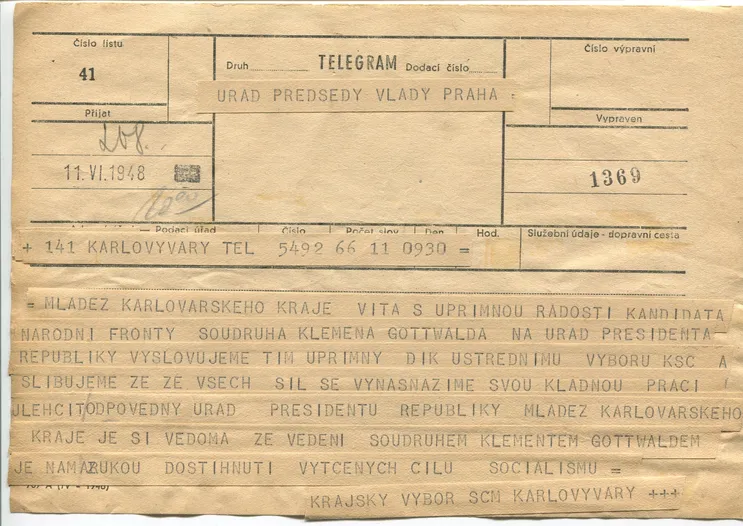 Číslo lístu
41
Druh TELEGRAM Dodací číslo
Číslo výpravní
URAD PREDSEDY VLADY PRAHA =
Přijat
Vypraven
208.
11.VI.1948
1369
1000
Podací úřad Číslo Počet slov Den Hod.
Služební údaje - dopravní cesta
+ 141 KARLOVYVARY TEL 5492 66 11 0930 =
= MLADEZ KARLOVARSKEHO KRAJE VITA S UPRIMNOU RADOSTI KANDIDATA
NARODNI FRONTY SOUDRUHA KLEMENA GOTTWALDA NA URAD PRESIDENTA
REPUBLIKY VYSLOVUJEME TIM UPRIMNY DIK USTREDNIMU VYBORU KSC A
SLIBUJEME ZE ZE VSECH SIL SE VYNASNAZIME SVOU KLADNOU PRACI
ULEHCIT/ODPOVEDNY URAD PRESIDENTU REPUBLIKY MLADEZ KARLOVARSKEHO
KRAJE JE SI VEDOMA ZE VEDENI SOUDRUHEM KLEMENTEM GOTTWALDEM
JE NAM ZARUKOU DOSTIHNUTI VYTCENYCH CILU SOCIALISMU =
KRAJSKY VYBOR SCM KARLOVYVARY +++